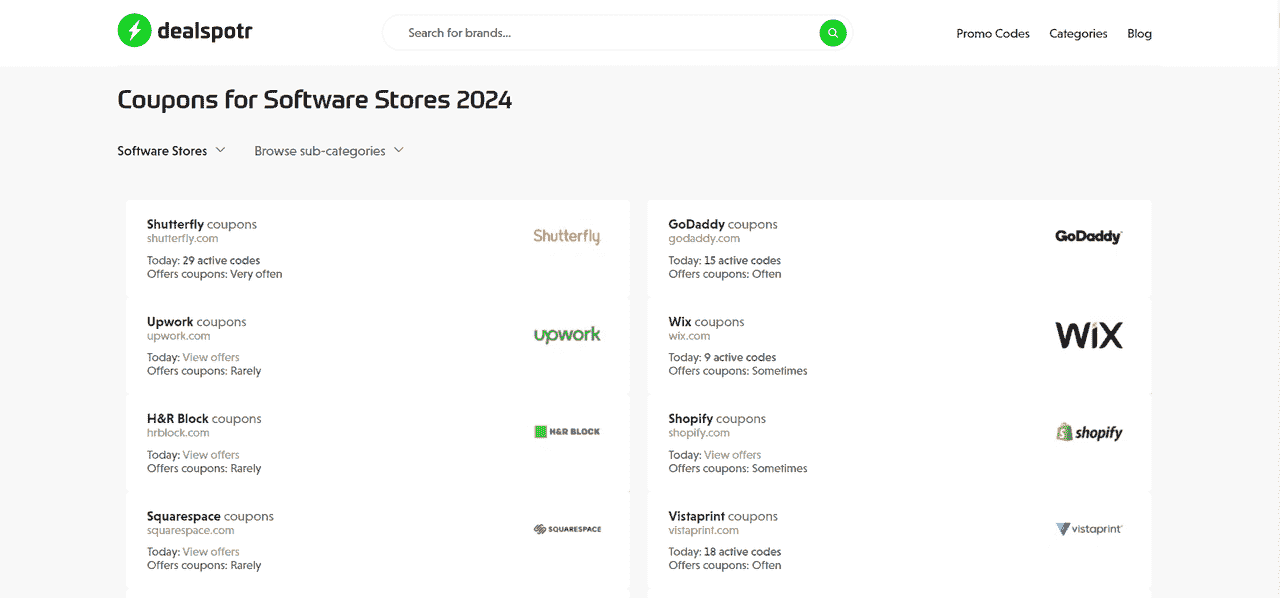 dealspotr
Search for brands...
Promo Codes
Categories
Blog
Coupons for Software Stores 2024
Software Stores
Browse sub-categories
Shutterfly coupons
shutterfly.com
Today: 29 active codes
Offers coupons: Very often
Shutterfly
GoDaddy coupons
godaddy.com
Today: 15 active codes
Offers coupons: Often
GoDaddy
Upwork coupons
upwork.com
Today: View offers
Offers coupons: Rarely
upwork
Wix coupons
wix.com
Today: 9 active codes
Offers coupons: Sometimes
WiX
H&R Block coupons
hrblock.com
Today: View offers
Offers coupons: Rarely
H&R BLOCK
Shopify coupons
shopify.com
Today: View offers
Offers coupons: Sometimes
shopify
Squarespace coupons
squarespace.com
Today: View offers
Offers coupons: Rarely
SQUARESPACE
Vistaprint coupons
vistaprint.com
Today: 18 active codes
Offers coupons: Often
vistaprint